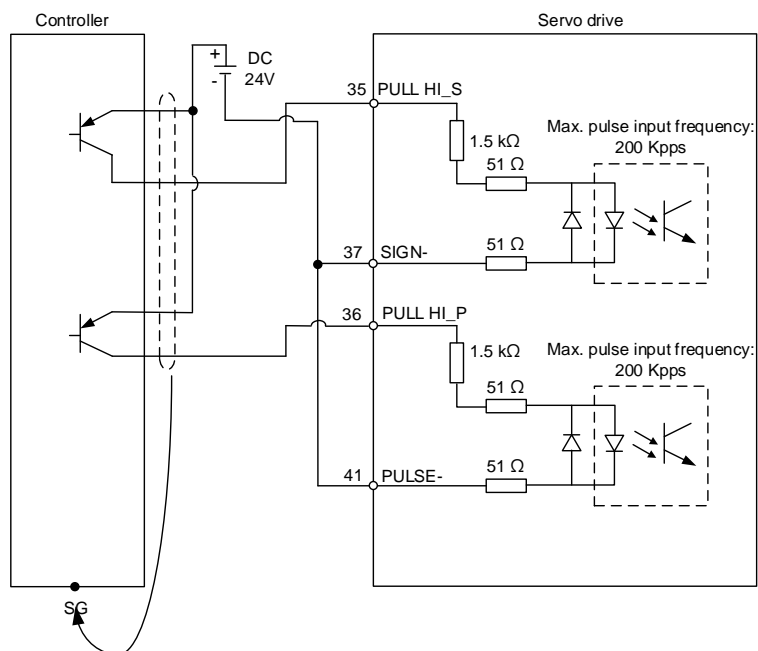 Controller
Servo drive
+
DC
24V
-
35
PULL HI_S
1.5 kΩ
51 Ω
Max. pulse input frequency:
200 Kpps
37
SIGN-
51 Ω
36
PULL HI_P
1.5 kΩ
51 Ω
Max. pulse input frequency:
200 Kpps
41
PULSE-
51 Ω
SG